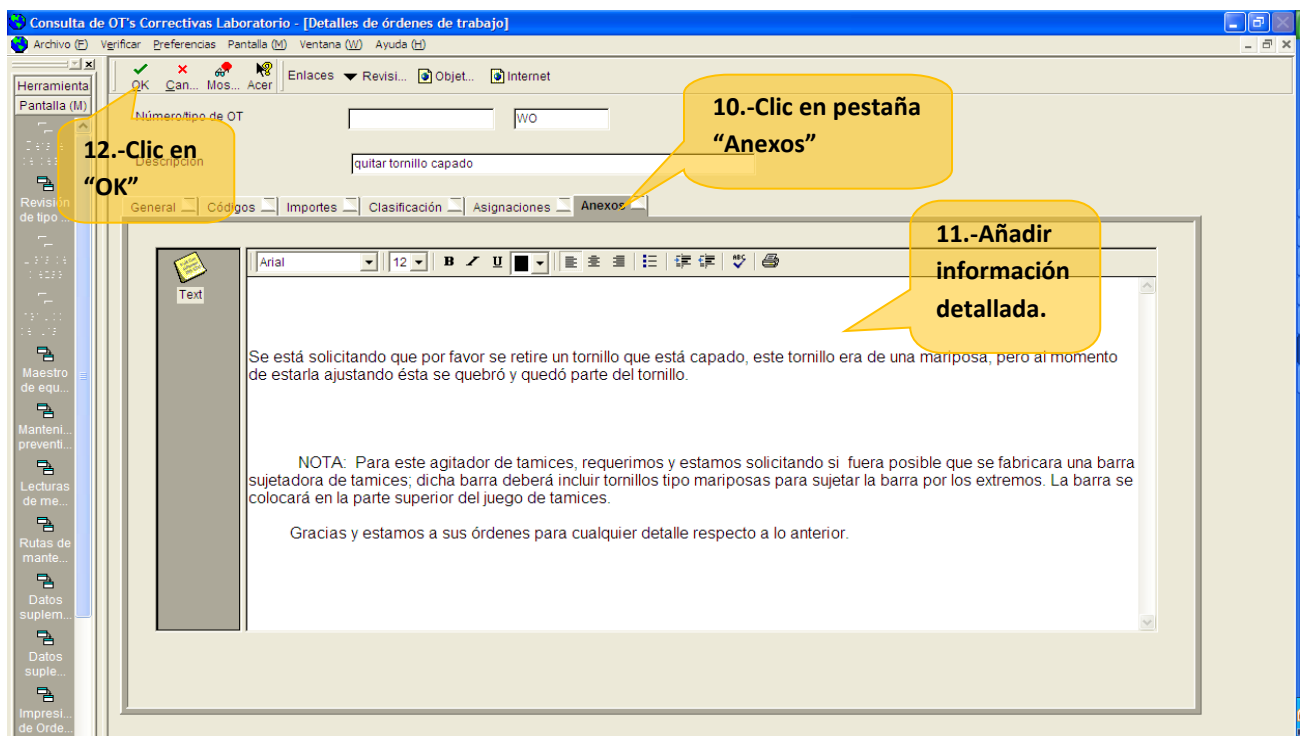 Consulta de OT's Correctivas Laboratorio - [Detalles de órdenes de trabajo]
Archivo (F) Verificar Preferencias Pantalla (M) Ventana (W) Ayuda (H)
Herramienta
Pantalla (M)
OK Can... Mos... Acer Enlaces Revisi... Objet... Internet
Número/tipo de OT WO
10.-Clic en pestaña
“Anexos”
12.-Clic en
“OK”
Descripción quitar tornillo capado
Revisión
de tipo ...
General Códigos Importes Clasificación Asignaciones Anexos
11.-Añadir
información
detallada.
Arial 12 B I U ABC
Text
Se está solicitando que por favor se retire un tornillo que está capado, este tornillo era de una mariposa, pero al momento
de estarla ajustando ésta se quebró y quedó parte del tornillo.
NOTA: Para este agitador de tamices, requerimos y estamos solicitando si fuera posible que se fabricara una barra
sujetadora de tamices; dicha barra deberá incluir tornillos tipo mariposas para sujetar la barra por los extremos. La barra se
colocará en la parte superior del juego de tamices.
Gracias y estamos a sus órdenes para cualquier detalle respecto a lo anterior.
Maestro
de equ...
Manteni...
preventi...
Lecturas
de me...
Rutas de
mante...
Datos
suplem...
Datos
suple...
Impresi...
de Orde...